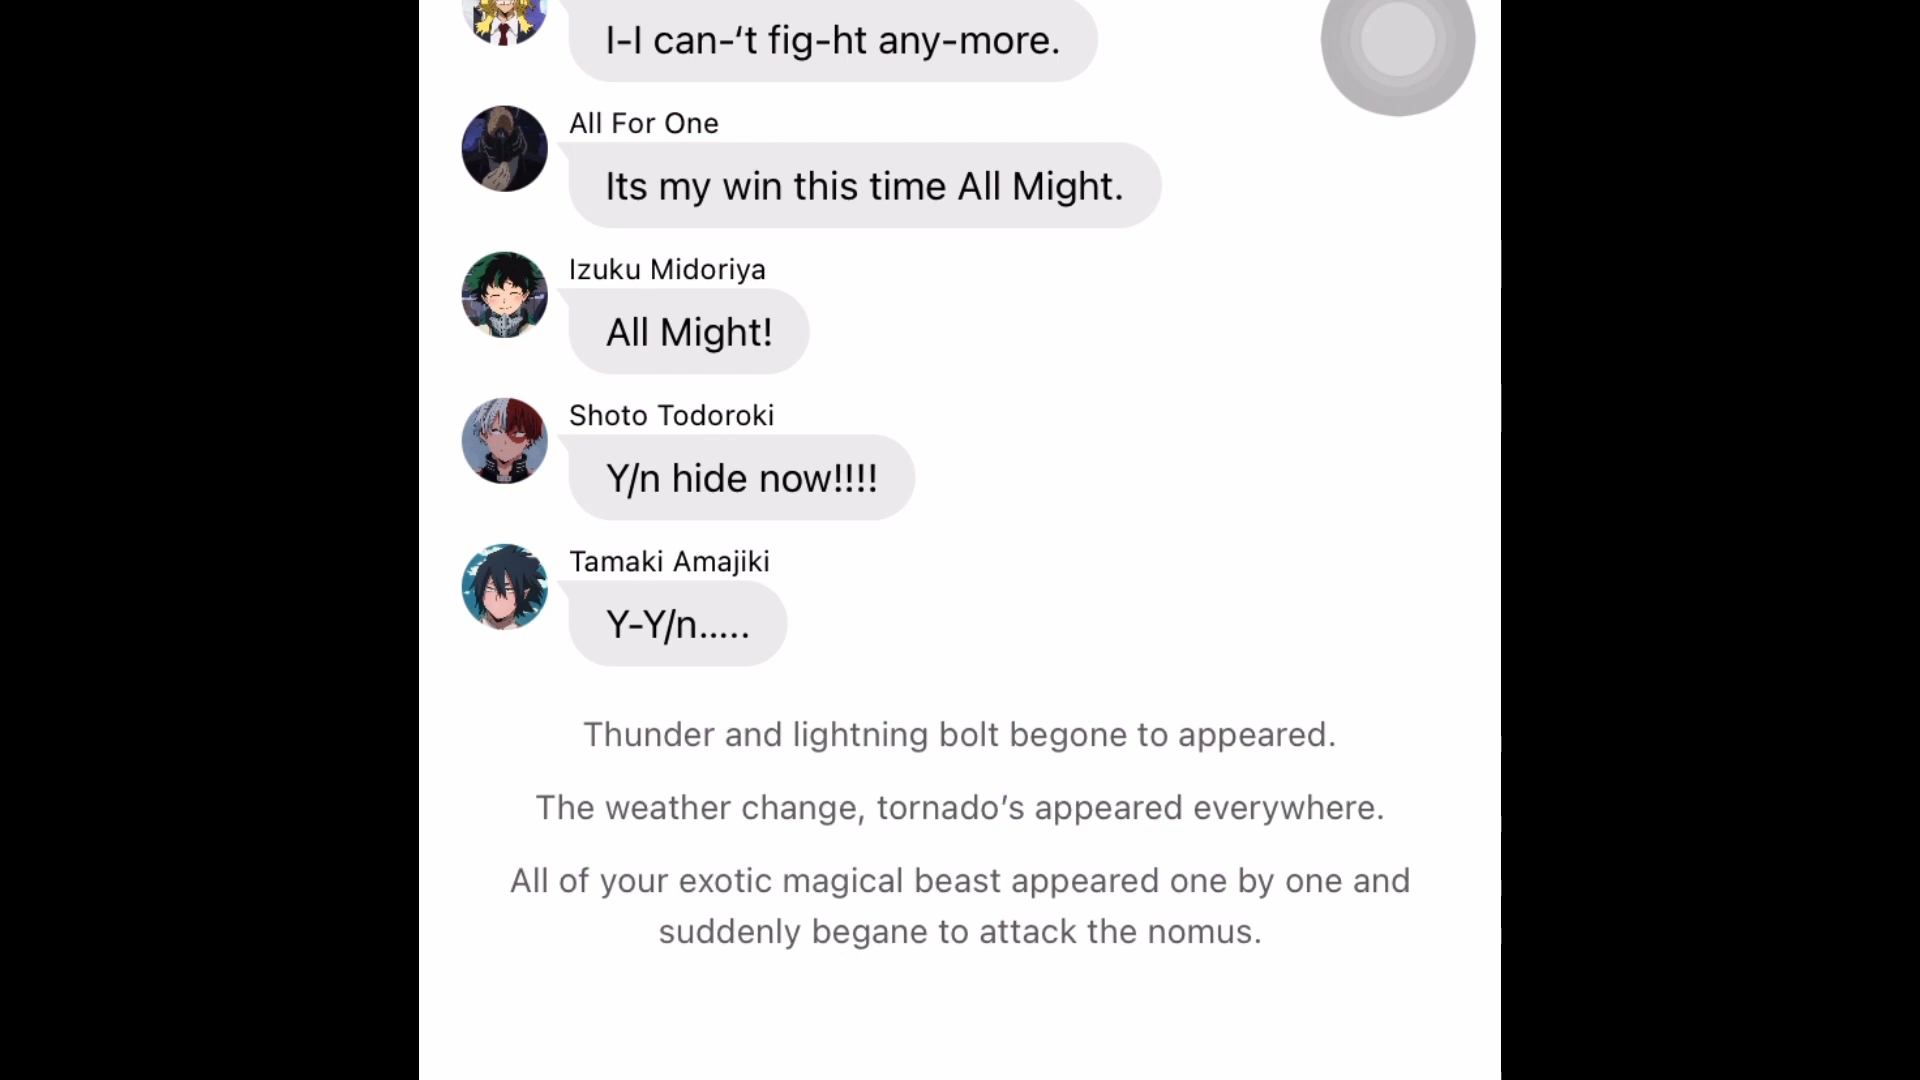 I-I can-‘t fig-ht any-more.
All For One
Its my win this time All Might.
Izuku Midoriya
All Might!
Shoto Todoroki
Y/n hide now!!!!
Tamaki Amajiki
Y-Y/n.....
Thunder and lightning bolt begone to appeared.
The weather change, tornado’s appeared everywhere.
All of your exotic magical beast appeared one by one and
suddenly begane to attack the nomus.